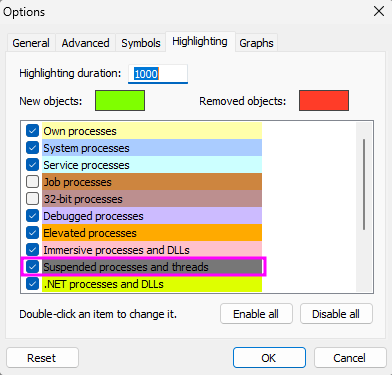 Options
General
Advanced
Symbols
Highlighting
Graphs
Highlighting duration:
1000
New objects:
Removed objects:
Own processes
System processes
Service processes
Job processes
32-bit processes
Debugged processes
Elevated processes
Immersive processes and DLLs
Suspended processes and threads
.NET processes and DLLs
Double-click an item to change it.
Enable all
Disable all
Reset
OK
Cancel